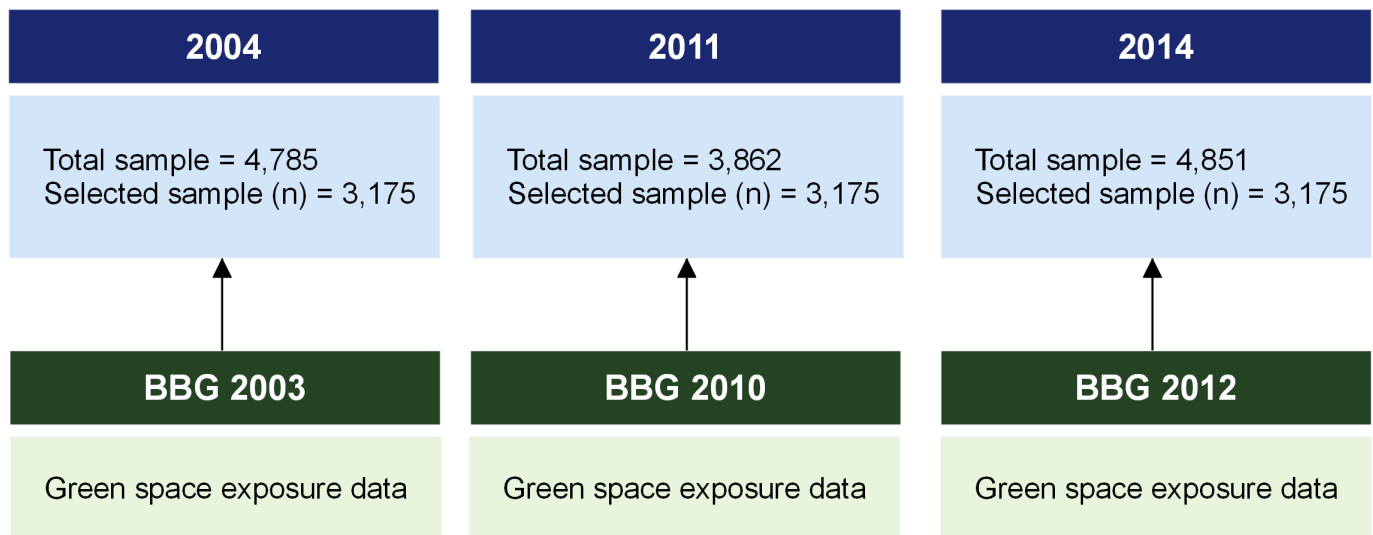 2004
Total sample = 4,785
Selected sample (n) = 3,175
2011
Total sample = 3,862
Selected sample (n) = 3,175
2014
Total sample = 4,851
Selected sample (n) = 3,175
BBG 2003
Green space exposure data
BBG 2010
Green space exposure data
BBG 2012
Green space exposure data